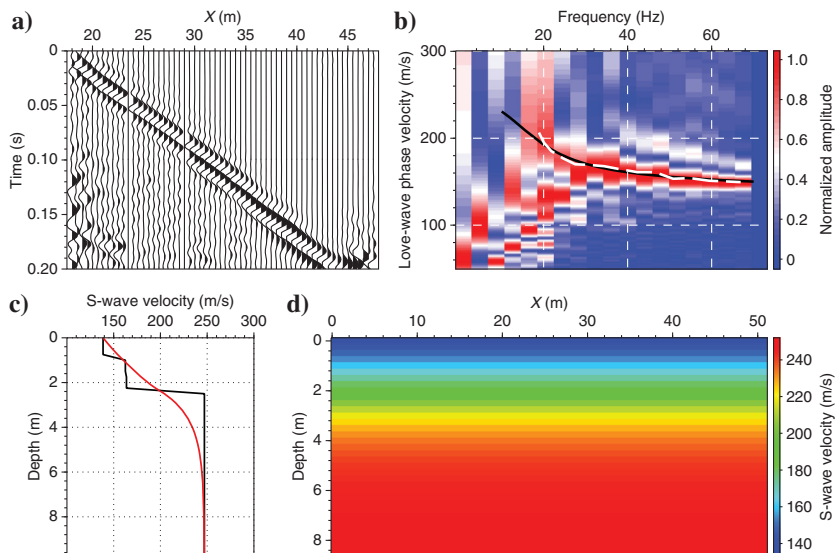 a)
X (m)
20 25 30 35 40 45
Time (s)
0
0.05
0.10
0.15
0.20
b)
Frequency (Hz)
20 40 60
Love-wave phase velocity (m/s)
300
200
100
1.0
0.8
0.6
0.4
0.2
0
Normalized amplitude
c)
S-wave velocity (m/s)
100 150 200 250 300
Depth (m)
0
2
4
6
8
d)
X (m)
0 10 20 30 40 50
Depth (m)
0
2
4
6
8
240
220
200
180
160
140
S-wave velocity (m/s)